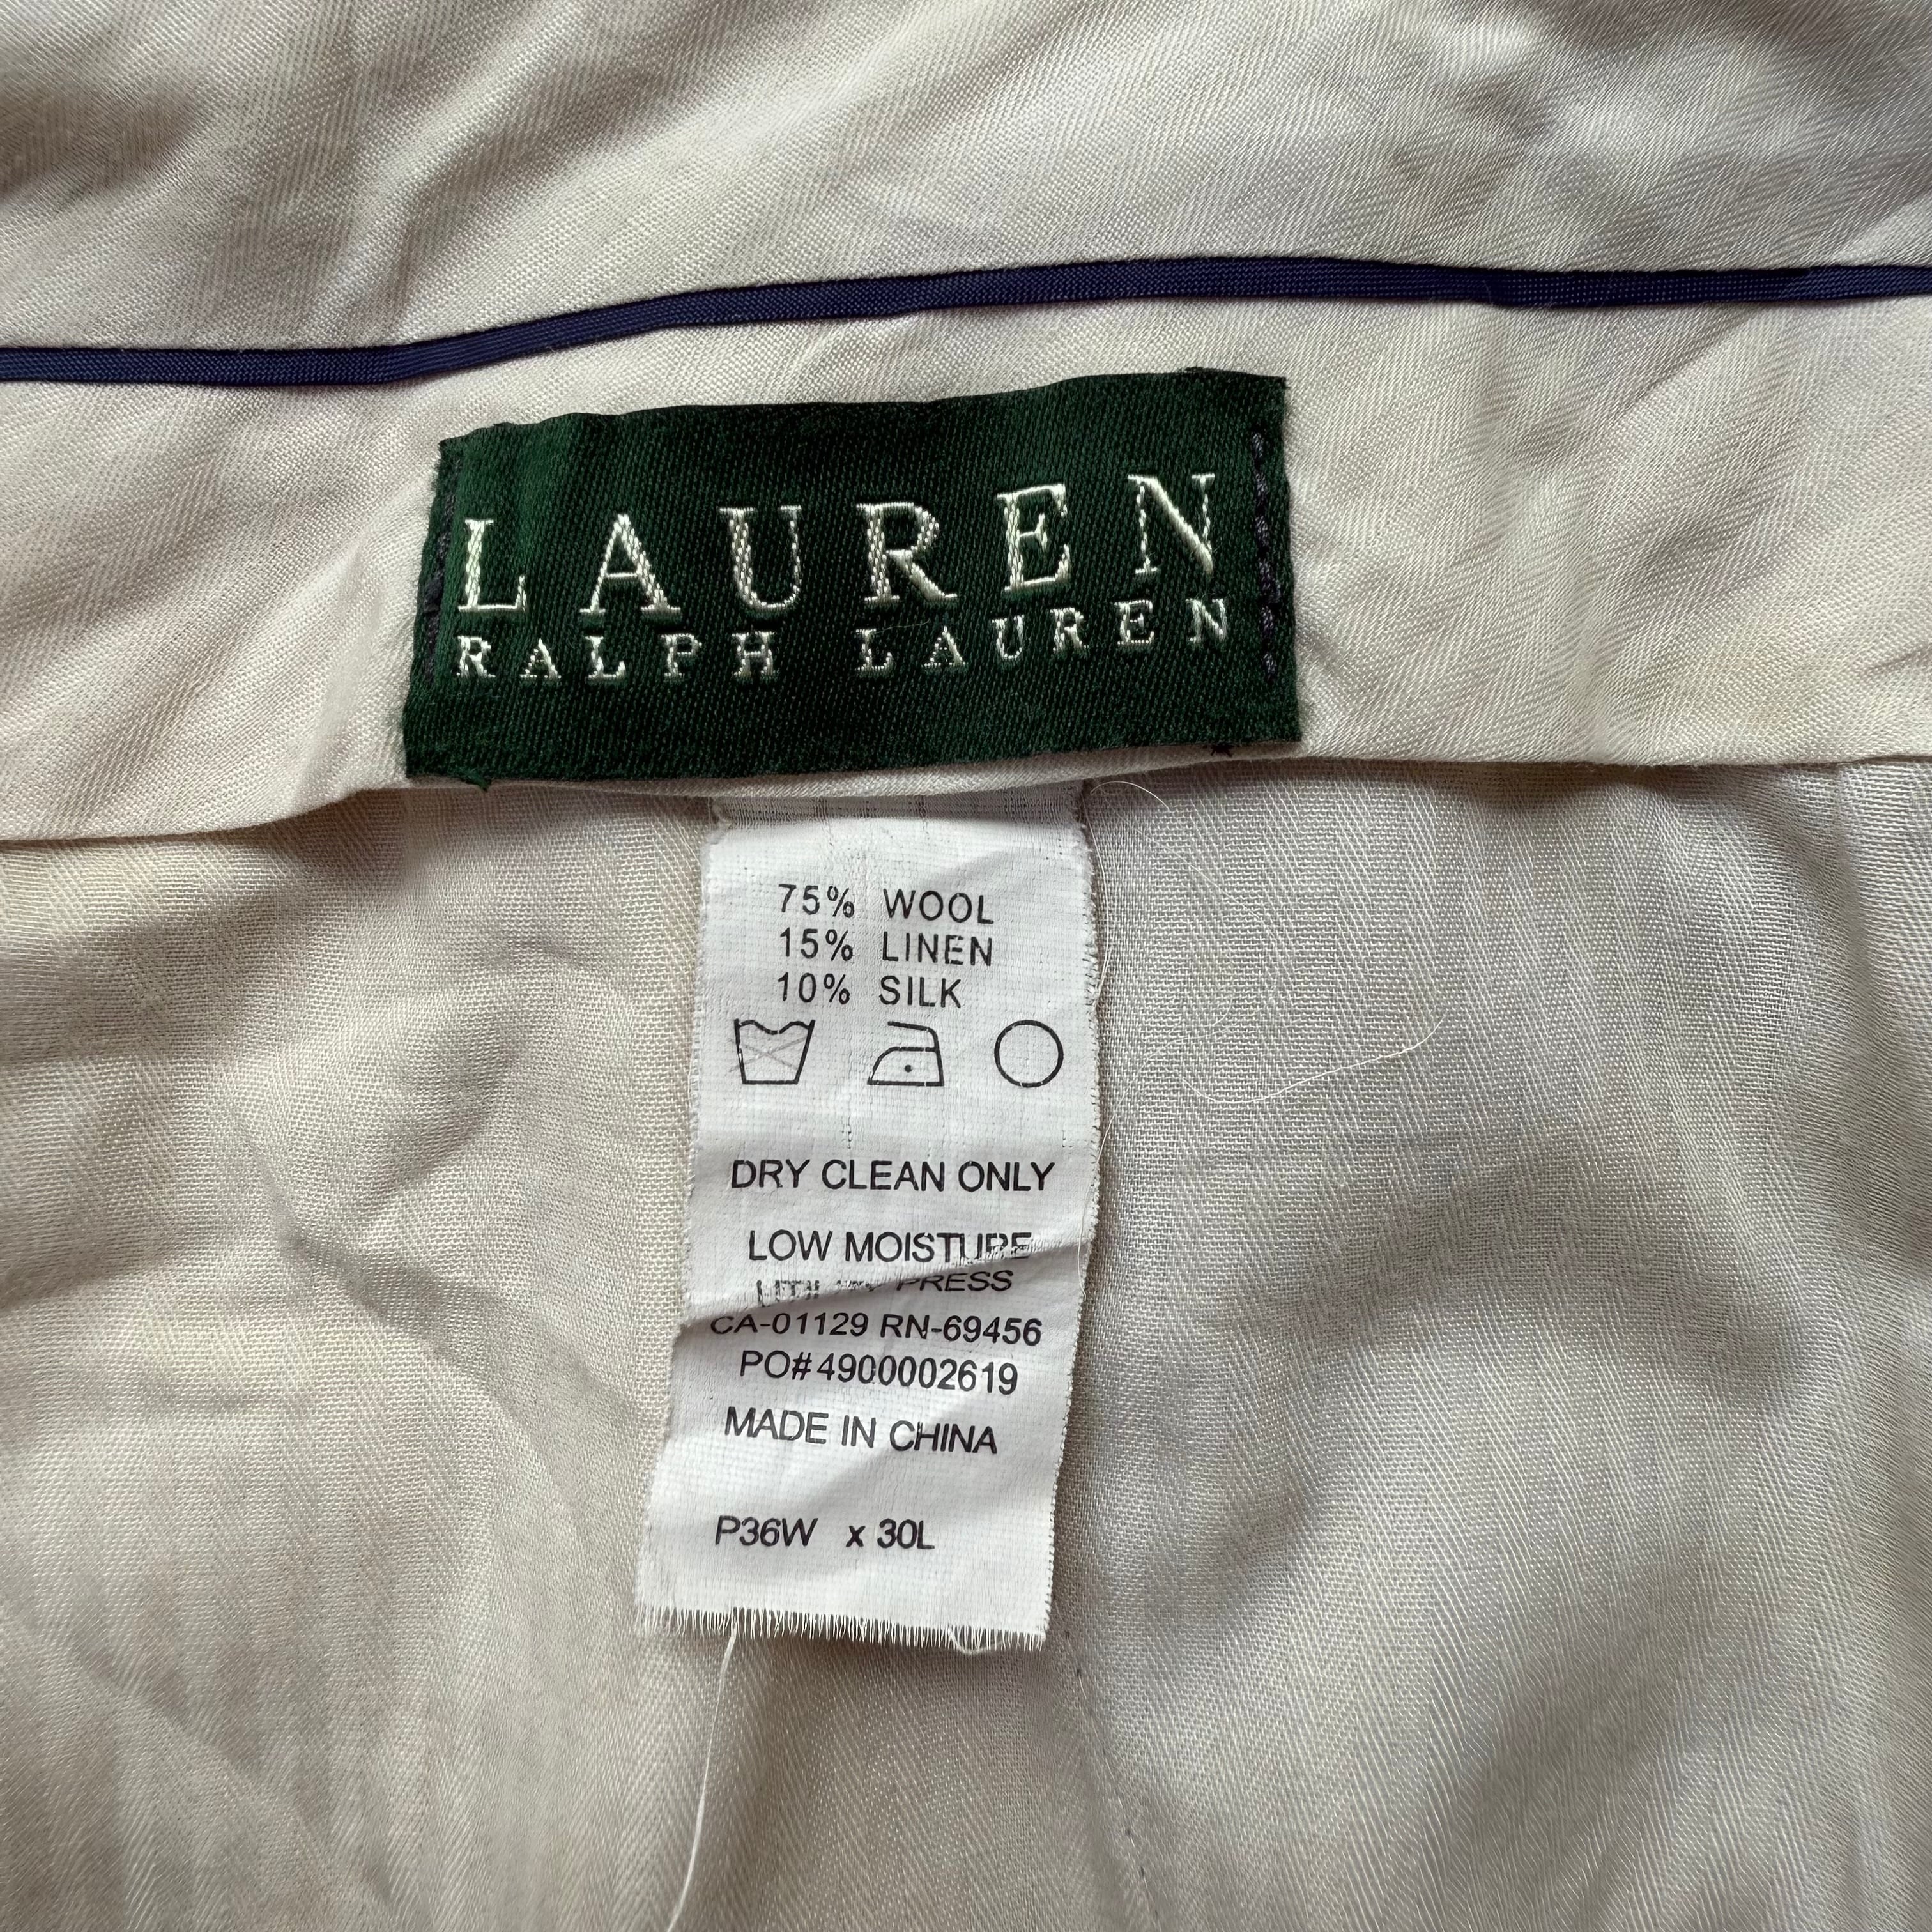 LAUREN
RALPH LAUREN
75% WOOL
15% LINEN
10% SILK
DRY CLEAN ONLY
LOW MOISTURE
PRESS
CA-01129 RN-69456
PO#4900002619
MADE IN CHINA
P36W x 30L